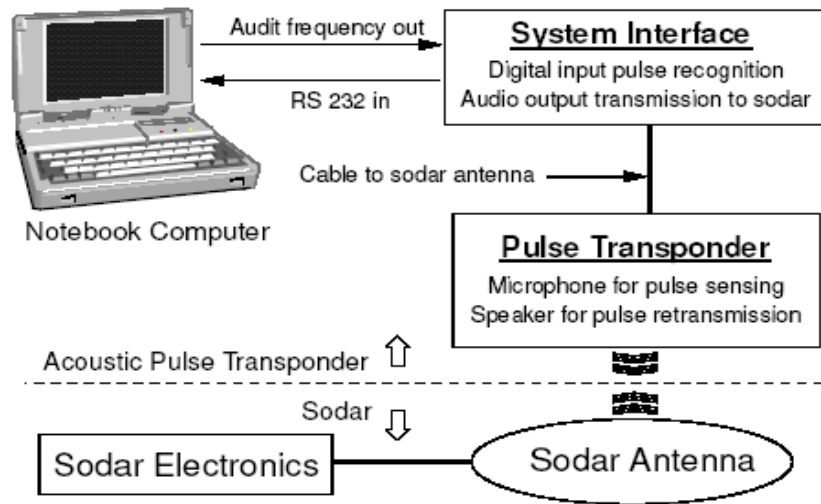 Audit frequency out
RS 232 in
Notebook Computer
System Interface
Digital input pulse recognition
Audio output transmission to sodar
Cable to sodar antenna
Pulse Transponder
Microphone for pulse sensing
Speaker for pulse retransmission
Acoustic Pulse Transponder
Sodar
Sodar Electronics
Sodar Antenna